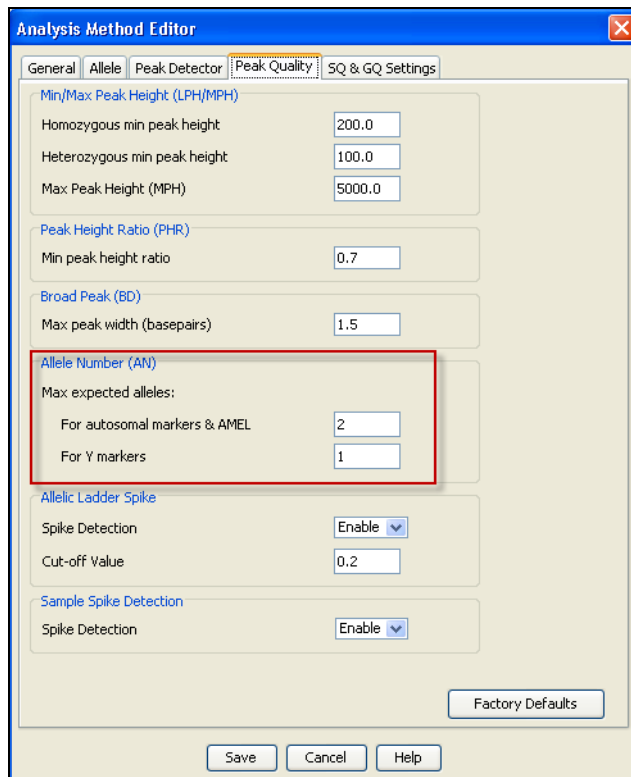 Analysis Method Editor
General Allele Peak Detector Peak Quality SQ & GQ Settings
Min/Max Peak Height (LPH/MPH)
Homozygous min peak height 200.0
Heterozygous min peak height 100.0
Max Peak Height (MPH) 5000.0
Peak Height Ratio (PHR)
Min peak height ratio 0.7
Broad Peak (BD)
Max peak width (basepairs) 1.5
Allele Number (AN)
Max expected alleles:
For autosomal markers & AMEL 2
For Y markers 1
Allelic Ladder Spike
Spike Detection Enable
Cut-off Value 0.2
Sample Spike Detection
Spike Detection Enable
Factory Defaults
Save Cancel Help